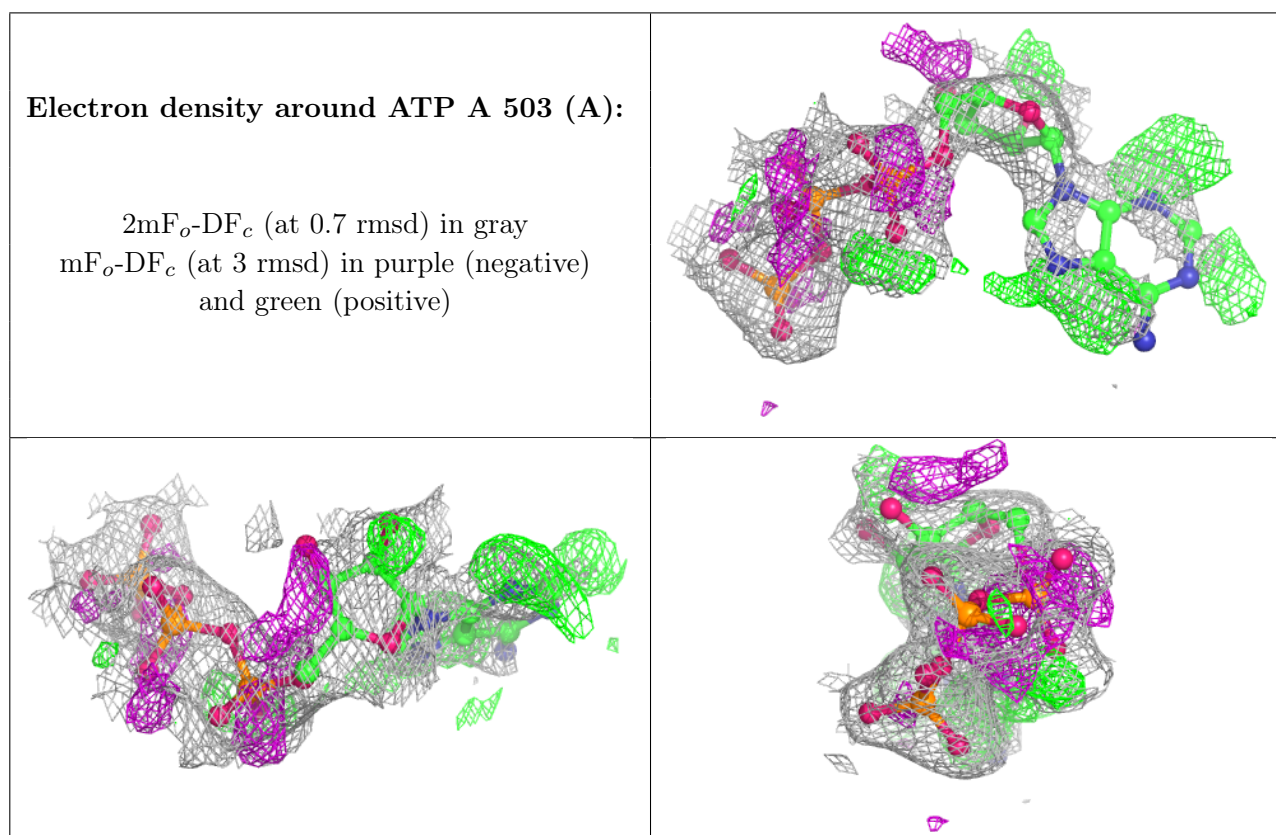 Electron density around ATP A 503 (A):
2mFₒ-DF𝒸 (at 0.7 rmsd) in gray
mFₒ-DF𝒸 (at 3 rmsd) in purple (negative)
and green (positive)